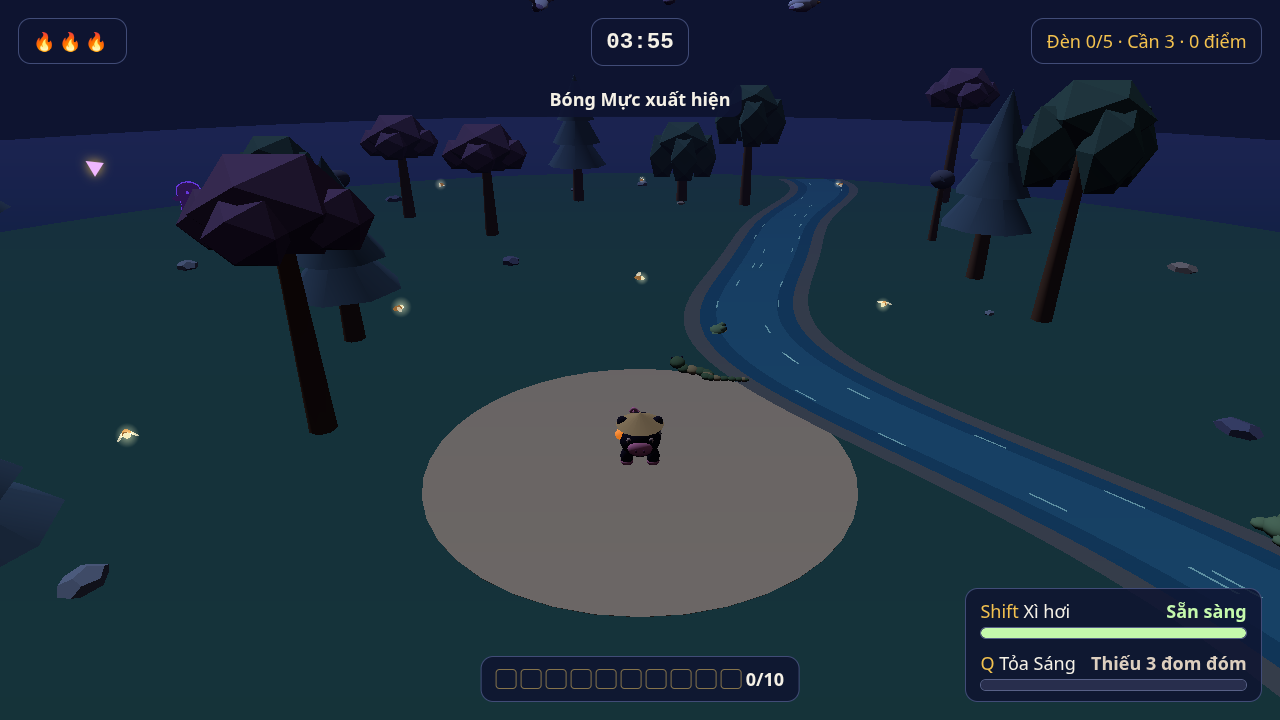 03:55
Đèn 0/5 · Cần 3 · 0 điểm
Bóng Mực xuất hiện
Shift Xì hơi Sẵn sàng
Q Tỏa Sáng Thiếu 3 đom đóm
0/10